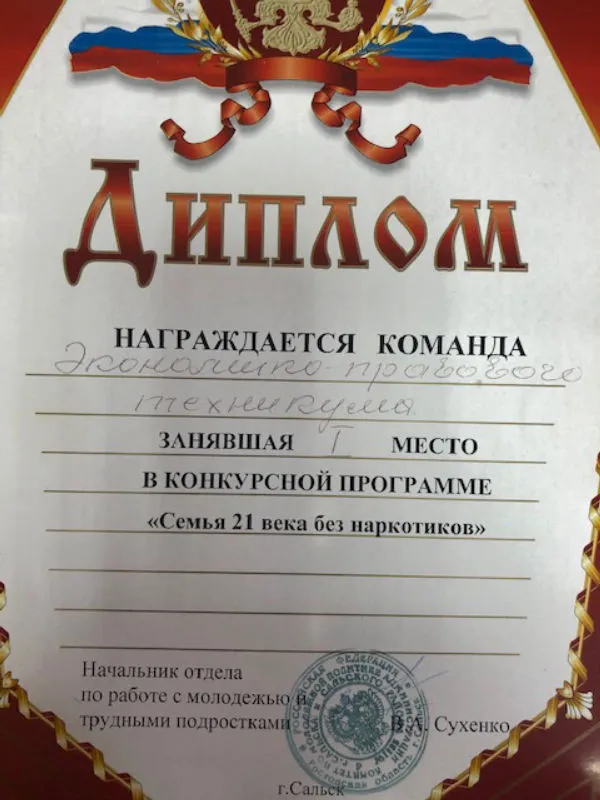 Диплом
НАГРАЖДАЕТСЯ КОМАНДА
Экономико-правового
техникума
ЗАНЯВШАЯ I МЕСТО
В КОНКУРСНОЙ ПРОГРАММЕ
«Семья 21 века без наркотиков»
Начальник отдела
по работе с молодежью и
трудными подростками В.А. Сухенко
г.Сальск